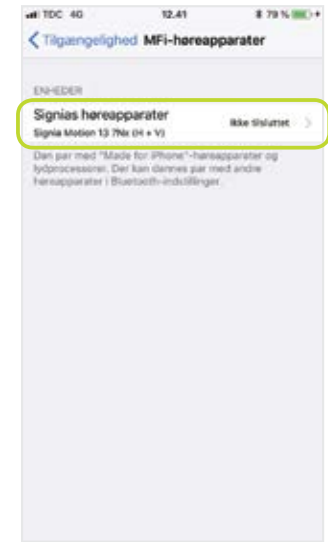 TDC 4G 12.41 79 %
Tilgængelighed MFi-høreapparater
ENHEDER
Signias høreapparater
Signia Motion 13 7Nx (H + V)
Ikke tilsluttet
Dan par med "Made for iPhone"-høreapparater og
lydprocessorer. Der kan dannes par med andre
høreapparater i Bluetooth-indstillinger.